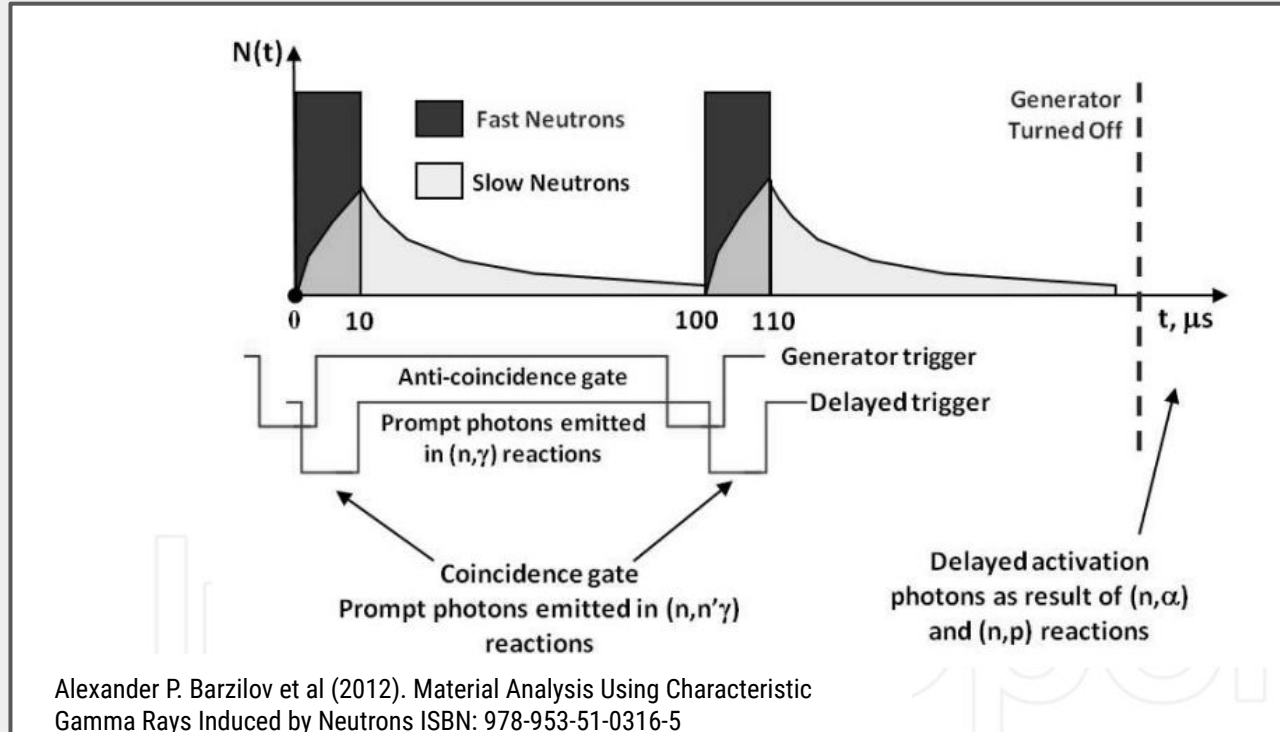 N(t)
Fast Neutrons
Slow Neutrons
Generator
Turned Off
0
10
100
110
t, μs
Generator trigger
Anti-coincidence gate
Delayed trigger
Prompt photons emitted
in (n,γ) reactions
Coincidence gate
Prompt photons emitted in (n,n’γ)
reactions
Delayed activation
photons as result of (n,α)
and (n,p) reactions
Alexander P. Barzilov et al (2012). Material Analysis Using Characteristic
Gamma Rays Induced by Neutrons ISBN: 978-953-51-0316-5